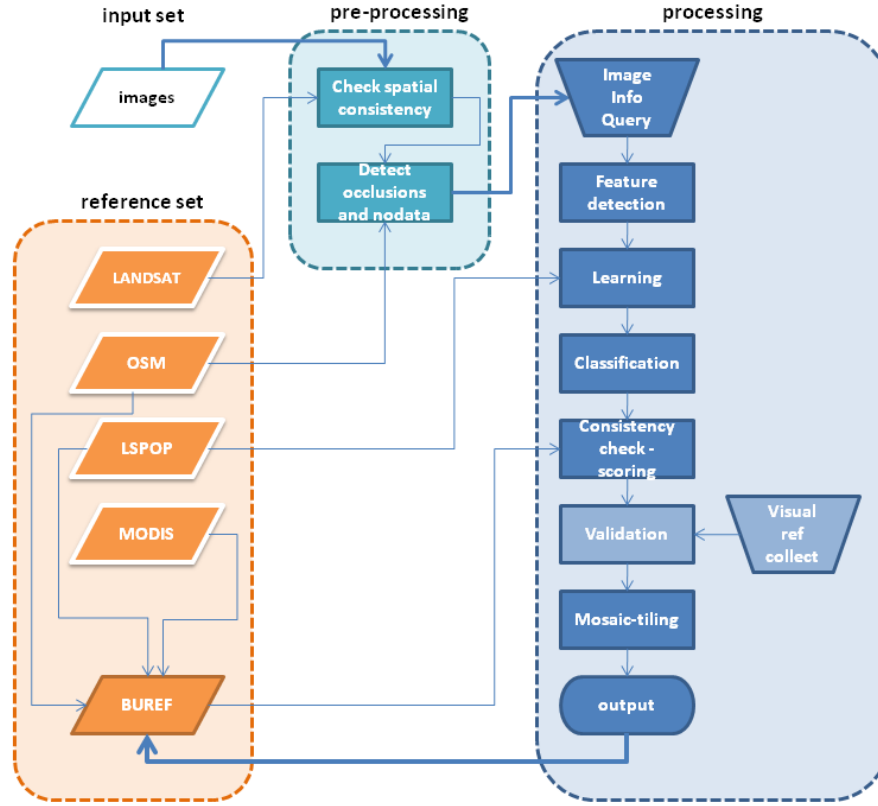 input set
pre-processing
processing
images
Check spatial
consistency
Image
Info
Query
Detect
occlusions
and nodata
Feature
detection
reference set
LANDSAT
Learning
OSM
Classification
LSPOP
Consistency
check -
scoring
MODIS
Validation
Visual
ref
collect
Mosaic-tiling
BUREF
output